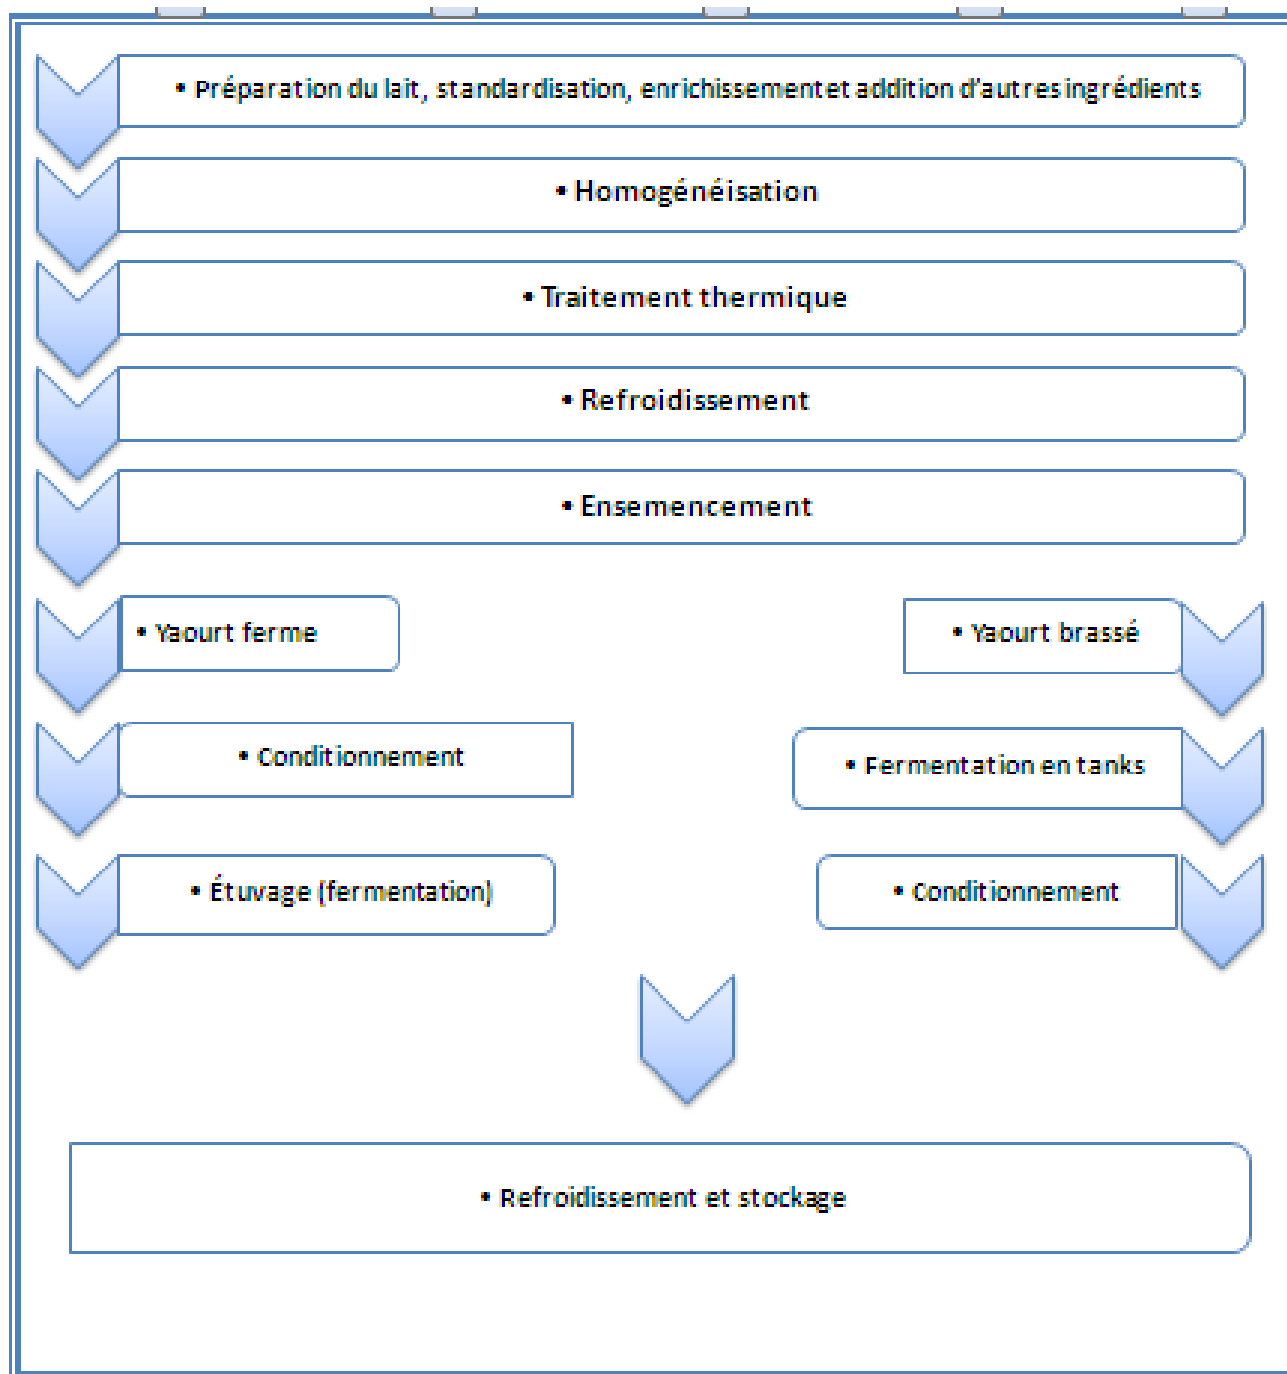 • Préparation du lait, standardisation, enrichissementet addition d'autres ingrédients
• Homogénéisation
• Traitement thermique
• Refroidissement
• Ensemencement
• Yaourt ferme
• Yaourt brassé
• Conditionnement
• Fermentation en tanks
• Étuvage (fermentation)
• Conditionnement
• Refroidissement et stockage